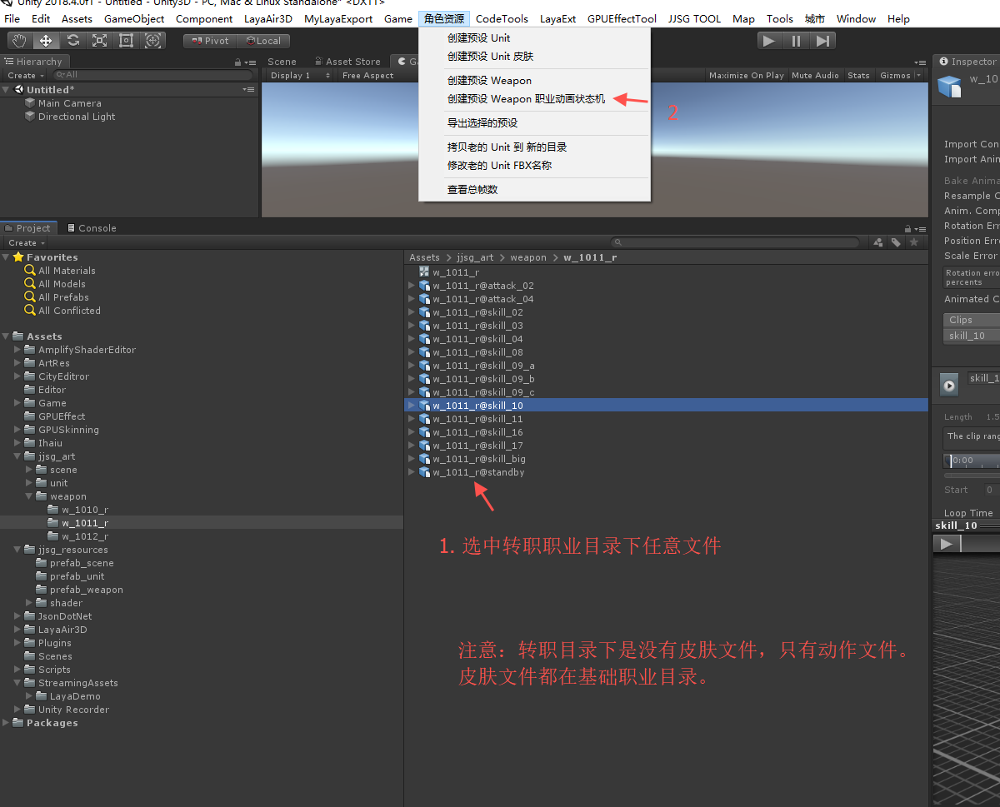 Unity 2018.4.0f1 - Untitled - Unity3D - PC, Mac & Linux Standalone* <DX11>
File Edit Assets GameObject Component LayaAir3D MyLayaExport Game 角色资源 CodeTools LayaExt GPUEffectTool JJSG TOOL Map Tools 城市 Window Help
Pivot Local
创建预设 Unit
创建预设 Unit 皮肤
创建预设 Weapon
创建预设 Weapon 职业动画状态机
2
导出选择的预设
拷贝老的 Unit 到 新的目录
修改老的 Unit FBX名称
查看总帧数
Hierarchy
Create All
Untitled*
Main Camera
Directional Light
Scene Asset Store
Display 1 Free Aspect
Maximize On Play Mute Audio Stats Gizmos
Inspector
w_10
Import Con
Import Anim
Bake Anima
Resample C
Anim. Comp
Rotation Err
Position Err
Scale Error
Rotation erro
percents
Animated C
Clips
skill_10
skill_1
Length 1.5
The clip rang
0:00
Start 0
Loop Time
skill_10
Project Console
Create
Favorites
All Materials
All Models
All Prefabs
All Conflicted
Assets
AmplifyShaderEditor
ArtRes
CityEditror
Editor
Game
GPUEffect
GPUSkinning
Ihaiu
jjsg_art
scene
unit
weapon
w_1010_r
w_1011_r
w_1012_r
jjsg_resources
prefab_scene
prefab_unit
prefab_weapon
shader
JsonDotNet
LayaAir3D
Plugins
Scenes
Scripts
StreamingAssets
LayaDemo
Unity Recorder
Packages
Assets > jjsg_art > weapon > w_1011_r
w_1011_r
w_1011_r@attack_02
w_1011_r@attack_04
w_1011_r@skill_02
w_1011_r@skill_03
w_1011_r@skill_04
w_1011_r@skill_08
w_1011_r@skill_09_a
w_1011_r@skill_09_b
w_1011_r@skill_09_c
w_1011_r@skill_10
w_1011_r@skill_11
w_1011_r@skill_16
w_1011_r@skill_17
w_1011_r@skill_big
w_1011_r@standby
1. 选中转职职业目录下任意文件
注意：转职目录下是没有皮肤文件，只有动作文件。
皮肤文件都在基础职业目录。